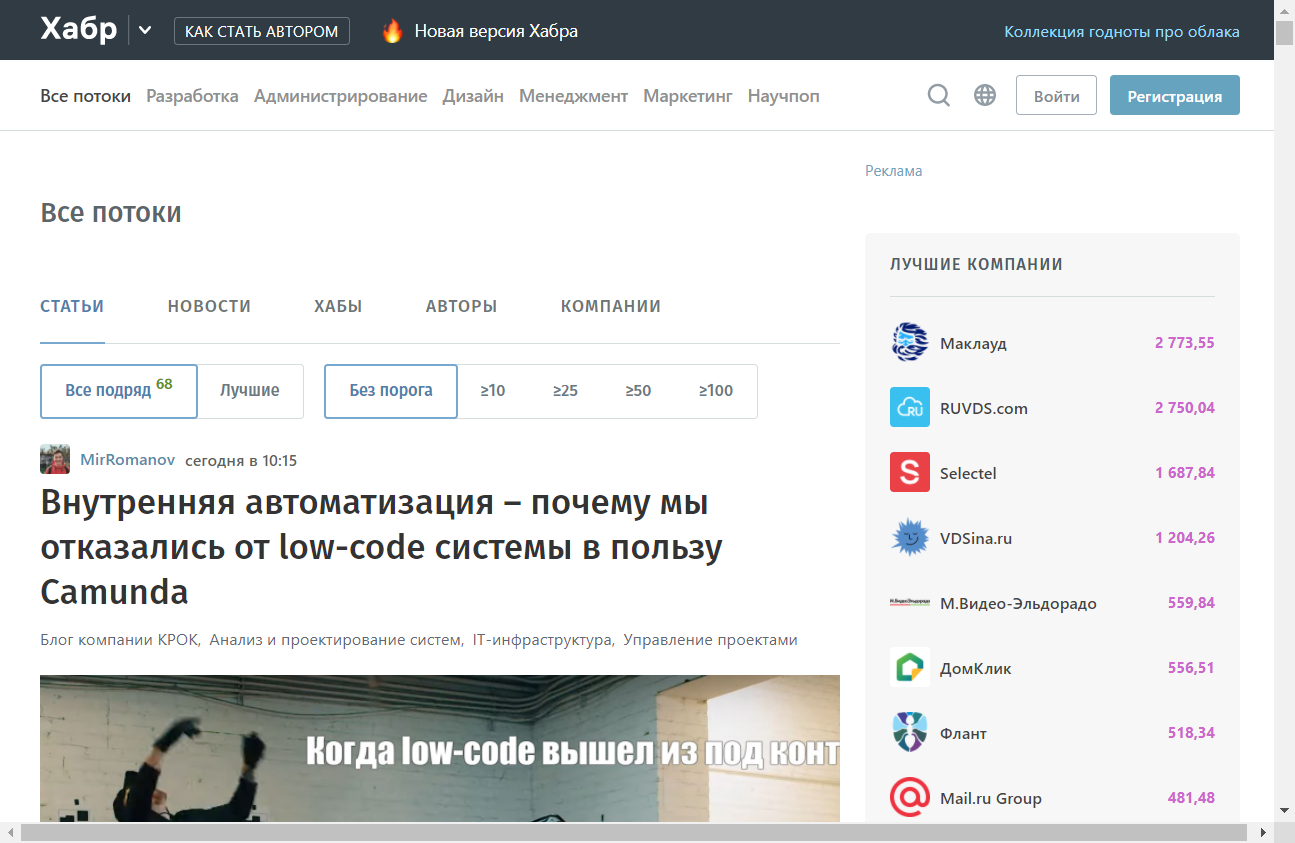 Хабр
КАК СТАТЬ АВТОРОМ
Новая версия Хабра
Коллекция годноты про облака
Все потоки Разработка Администрирование Дизайн Менеджмент Маркетинг Научпоп
Войти
Регистрация
Все потоки
СТАТЬИ НОВОСТИ ХАБЫ АВТОРЫ КОМПАНИИ
Все подряд 68 Лучшие Без порога ≥10 ≥25 ≥50 ≥100
MirRomanov сегодня в 10:15
Внутренняя автоматизация – почему мы
отказались от low-code системы в пользу
Camunda
Блог компании КРОК, Анализ и проектирование систем, IT-инфраструктура, Управление проектами
Когда low-code вышел из под конт
Реклама
ЛУЧШИЕ КОМПАНИИ
Маклауд 2 773,55
RU
RUVDS.com 2 750,04
S
Selectel 1 687,84
VDSina.ru 1 204,26
М.Видео-Эльдорадо 559,84
ДомКлик 556,51
Флант 518,34
@
Mail.ru Group 481,48